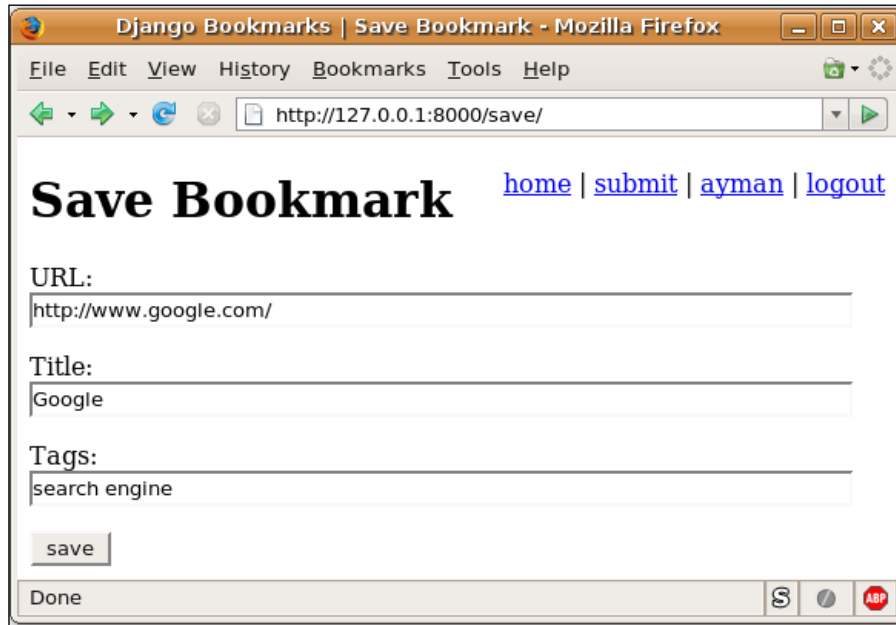 Django Bookmarks | Save Bookmark - Mozilla Firefox
File Edit View History Bookmarks Tools Help
http://127.0.0.1:8000/save/
Save Bookmark
home | submit | ayman | logout
URL:
http://www.google.com/
Title:
Google
Tags:
search engine
save
Done
S
ABP